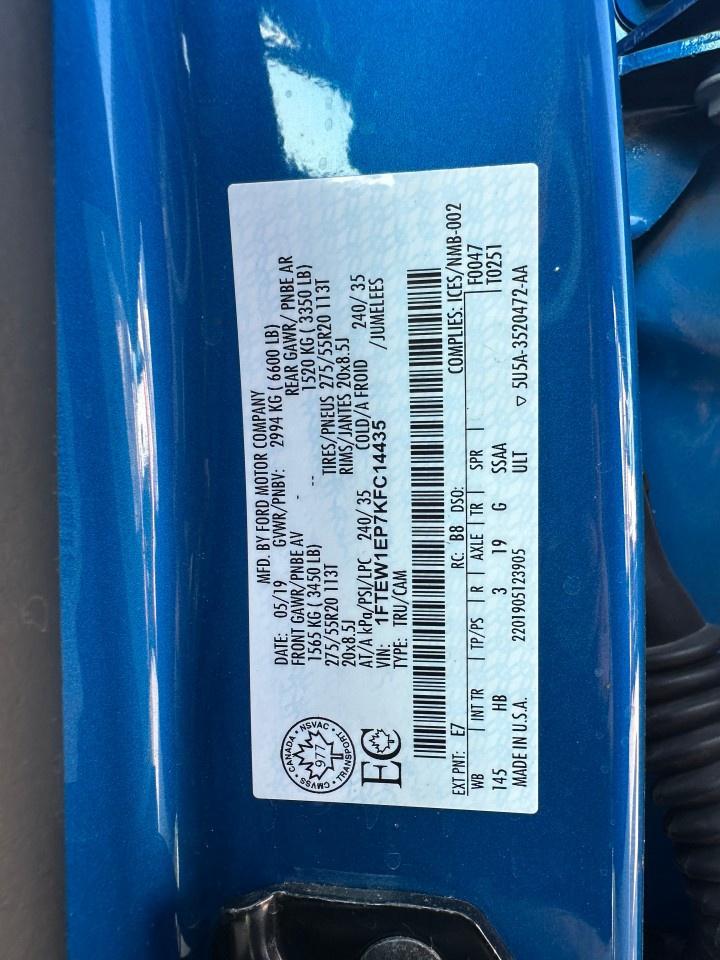 MFD. BY FORD MOTOR COMPANY
DATE: 05/19 GVWR/PNBV: 2994 KG ( 6600 LB)
FRONT GAWR/PNBE AV - REAR GAWR/ PNBE AR
1565 KG ( 3450 LB) -- 1520 KG ( 3350 LB)
275/55R20 113T TIRES/PNEUS 275/55R20 113T
20x8.5J RIMS/JANTES 20x8.5J
AT/A kPa/PSI/LPC 240/ 35 COLD/A FROID 240/ 35
VIN: 1FTEW1EP7KFC14435 /JUMELEES
TYPE: TRU/CAM
CANADA • NSVAC • TRANSPORT • CMVSS •
977
EC
COMPLIES: ICES/NMB-002
EXT PNT: E7 RC: B8 DSO: F0047
WB INT TR TP/PS R AXLE TR SPR T0251
145 HB 3 19 G SSAA
MADE IN U.S.A. 2201905123905 ULT ▽ 5U5A-3520472-AA